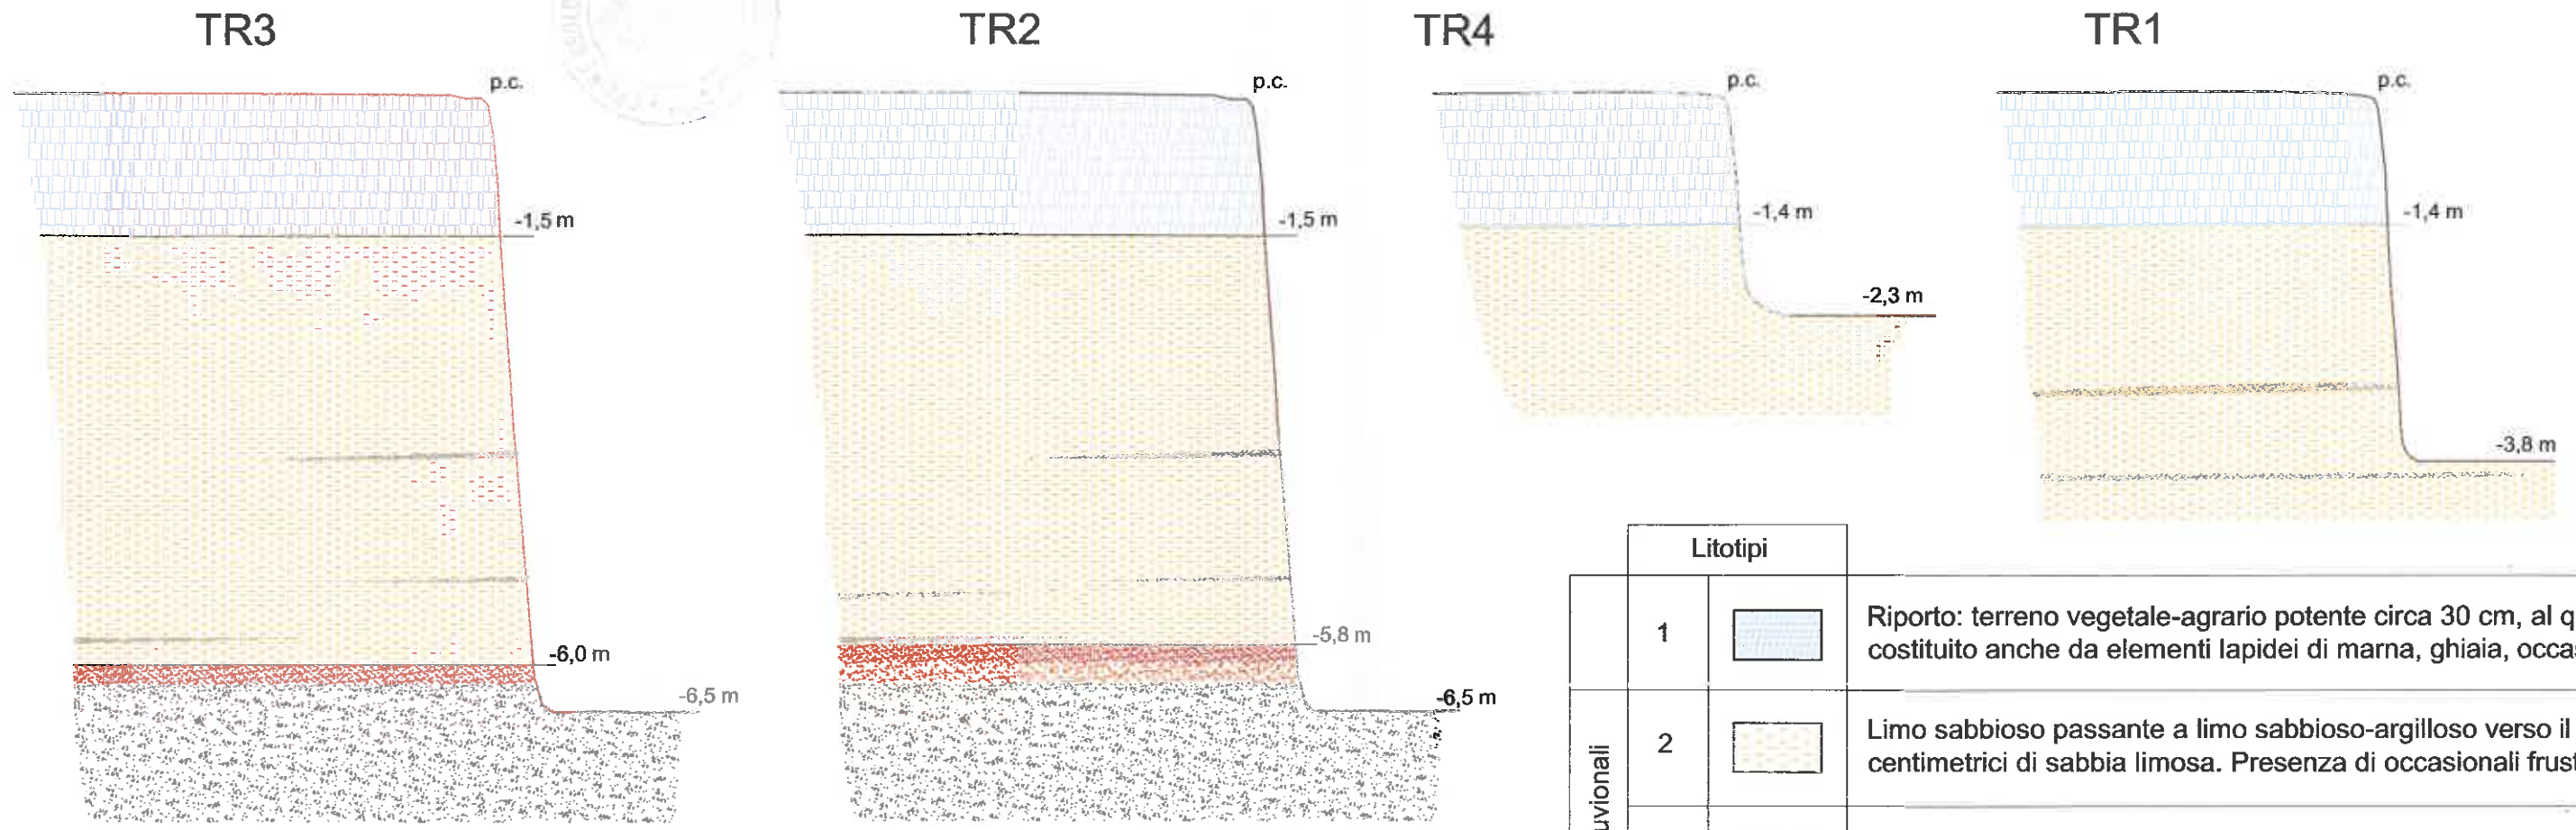 TR3
TR2
TR4
TR1
p.c.
p.c.
p.c.
p.c.
-1,5 m
-1,5 m
-1,4 m
-1,4 m
-2,3 m
-3,8 m
-6,0 m
-6,5 m
-5,8 m
-6,5 m
Litotipi
1
Riporto: terreno vegetale-agrario potente circa 30 cm, al q
costituito anche da elementi lapidei di marna, ghiaia, occas
2
Limo sabbioso passante a limo sabbioso-argilloso verso il
centimetrici di sabbia limosa. Presenza di occasionali frust
uvionali